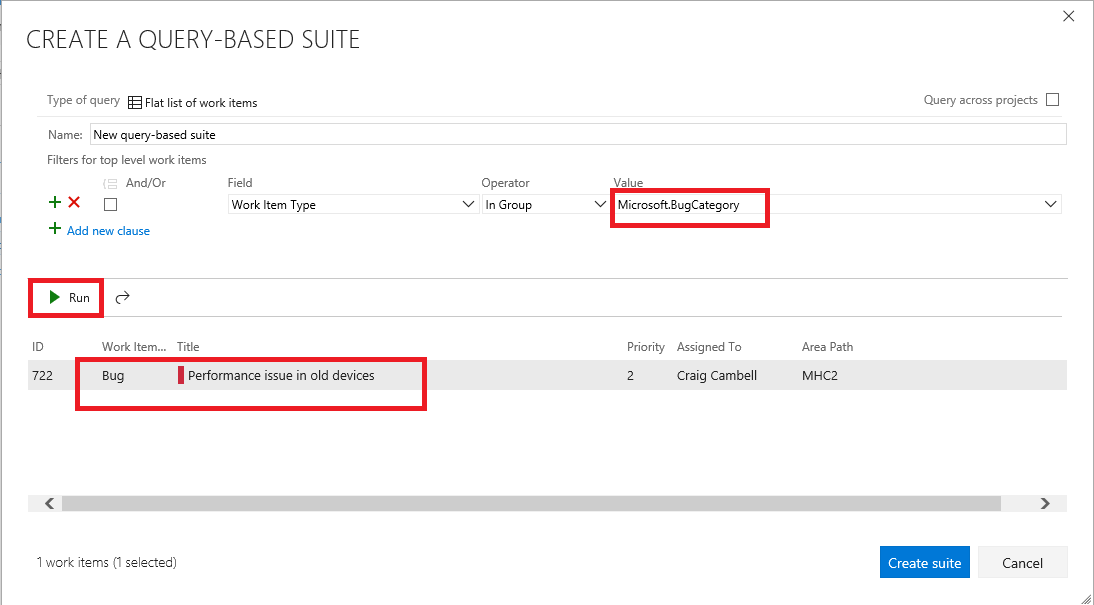 CREATE A QUERY-BASED SUITE
Type of query Flat list of work items Query across projects
Name: New query-based suite
Filters for top level work items
And/Or Field Operator Value
Work Item Type In Group Microsoft.BugCategory
Add new clause
Run
ID Work Item... Title Priority Assigned To Area Path
722 Bug Performance issue in old devices 2 Craig Cambell MHC2
1 work items (1 selected)
Create suite Cancel